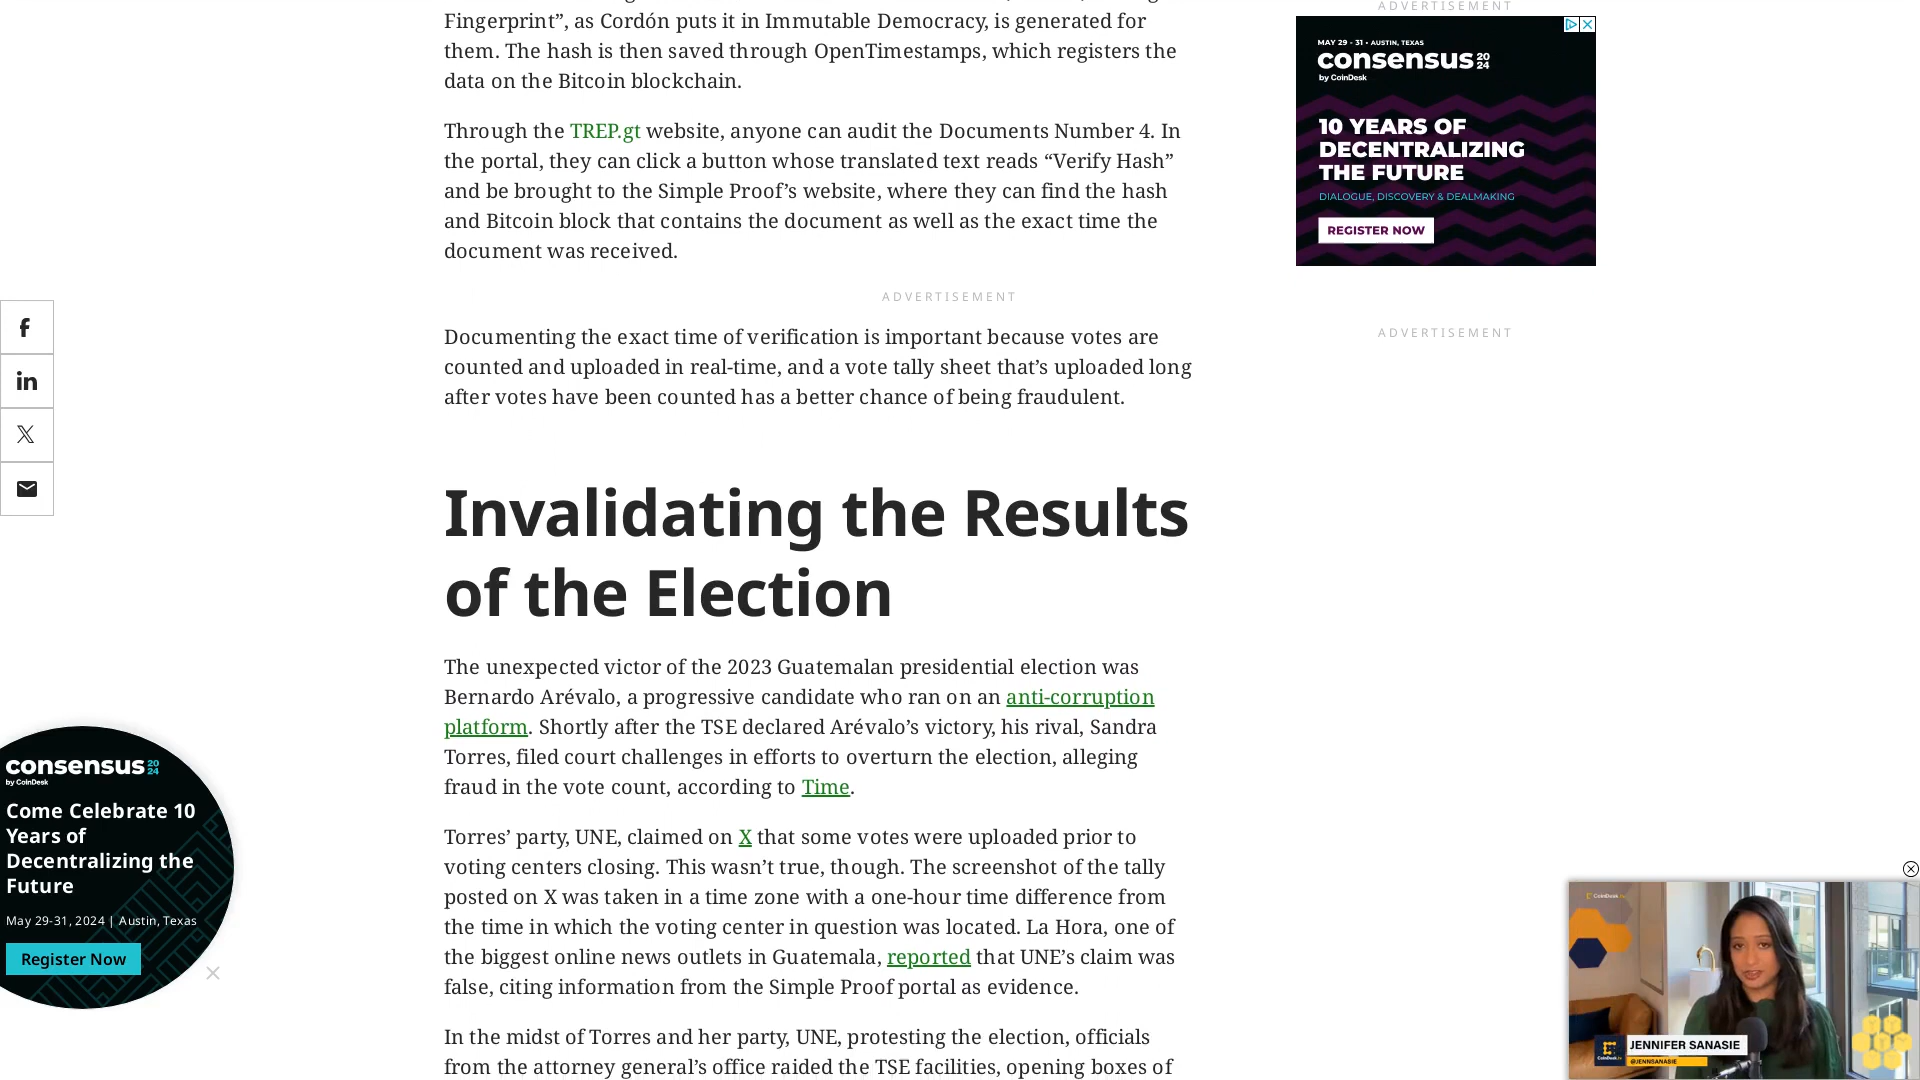 Fingerprint”, as Cordón puts it in Immutable Democracy, is generated for
them. The hash is then saved through OpenTimestamps, which registers the
data on the Bitcoin blockchain.
Through the TREP.gt website, anyone can audit the Documents Number 4. In
the portal, they can click a button whose translated text reads “Verify Hash”
and be brought to the Simple Proof’s website, where they can find the hash
and Bitcoin block that contains the document as well as the exact time the
document was received.
ADVERTISEMENT
Documenting the exact time of verification is important because votes are
counted and uploaded in real-time, and a vote tally sheet that’s uploaded long
after votes have been counted has a better chance of being fraudulent.
Invalidating the Results
of the Election
The unexpected victor of the 2023 Guatemalan presidential election was
Bernardo Arévalo, a progressive candidate who ran on an anti-corruption
platform. Shortly after the TSE declared Arévalo’s victory, his rival, Sandra
Torres, filed court challenges in efforts to overturn the election, alleging
fraud in the vote count, according to Time.
Torres’ party, UNE, claimed on X that some votes were uploaded prior to
voting centers closing. This wasn’t true, though. The screenshot of the tally
posted on X was taken in a time zone with a one-hour time difference from
the time in which the voting center in question was located. La Hora, one of
the biggest online news outlets in Guatemala, reported that UNE’s claim was
false, citing information from the Simple Proof portal as evidence.
In the midst of Torres and her party, UNE, protesting the election, officials
from the attorney general’s office raided the TSE facilities, opening boxes of
ADVERTISEMENT
MAY 29 - 31 • AUSTIN, TEXAS
consensus 2024
by CoinDesk
10 YEARS OF
DECENTRALIZING
THE FUTURE
DIALOGUE, DISCOVERY & DEALMAKING
REGISTER NOW
ADVERTISEMENT
consensus 2024
by CoinDesk
Come Celebrate 10
Years of
Decentralizing the
Future
May 29-31, 2024 | Austin, Texas
Register Now
CoinDesk
JENNIFER SANASIE
@JENNSANASIE